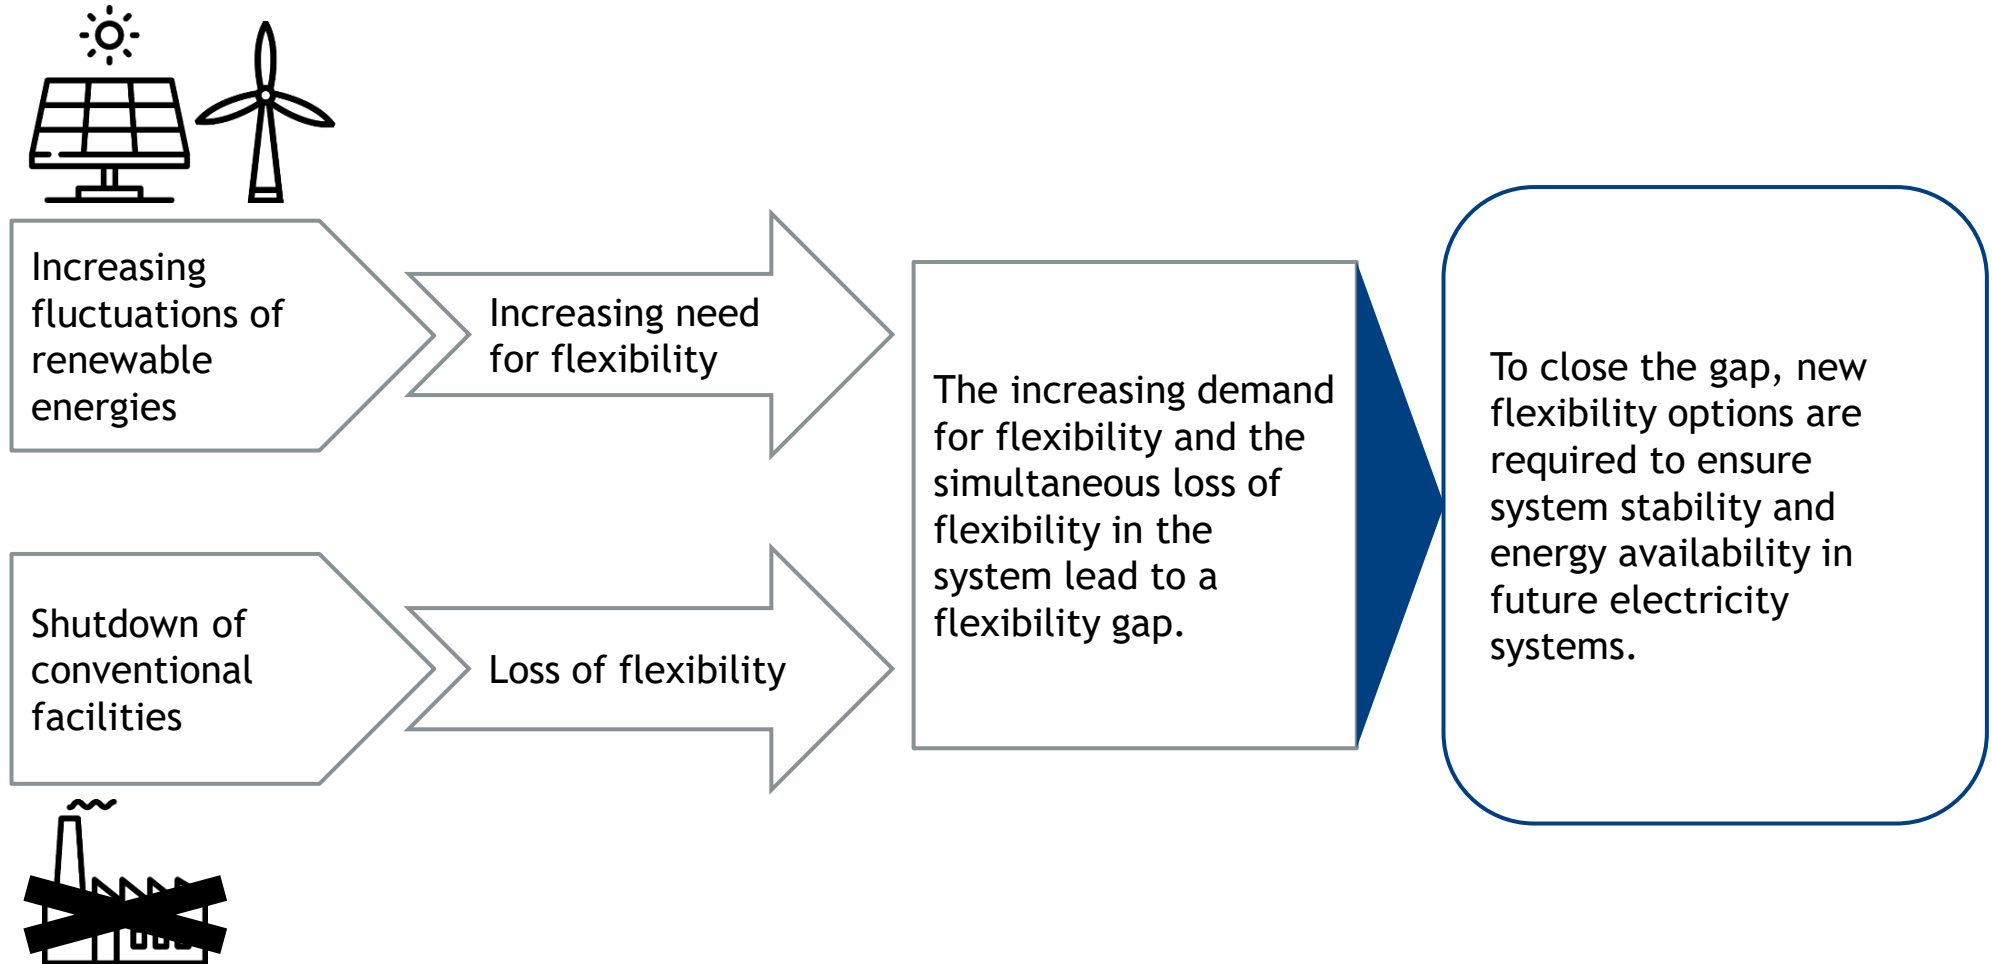 Increasing
fluctuations of
renewable
energies
Increasing need
for flexibility
Shutdown of
conventional
facilities
Loss of flexibility
The increasing demand
for flexibility and the
simultaneous loss of
flexibility in the
system lead to a
flexibility gap.
To close the gap, new
flexibility options are
required to ensure
system stability and
energy availability in
future electricity
systems.